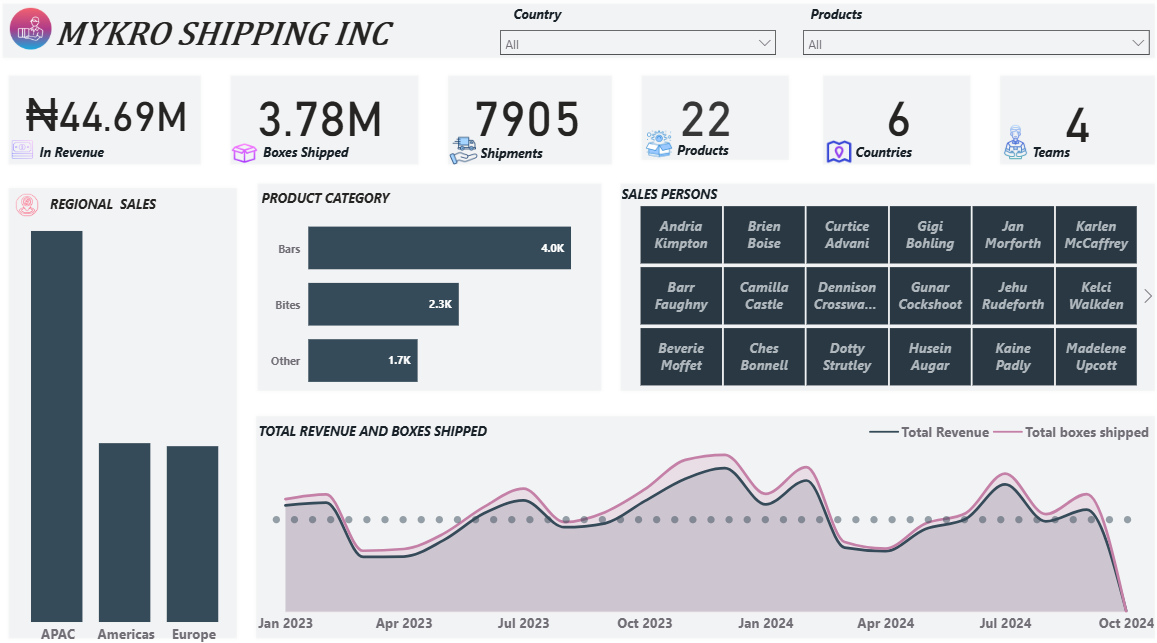 MYKRO SHIPPING INC
Country
All
Products
All
₦44.69M
In Revenue
3.78M
Boxes Shipped
7905
Shipments
22
Products
6
Countries
4
Teams
REGIONAL SALES
APAC
Americas
Europe
PRODUCT CATEGORY
Bars
4.0K
Bites
2.3K
Other
1.7K
SALES PERSONS
Andria
Kimpton
Brien
Boise
Curtice
Advani
Gigi
Bohling
Jan
Morforth
Karlen
McCaffrey
Barr
Faughny
Camilla
Castle
Dennison
Crosswa...
Gunar
Cockshoot
Jehu
Rudeforth
Kelci
Walkden
Beverie
Moffet
Ches
Bonnell
Dotty
Strutley
Husein
Augar
Kaine
Padly
Madelene
Upcott
TOTAL REVENUE AND BOXES SHIPPED
Total Revenue
Total boxes shipped
Jan 2023
Apr 2023
Jul 2023
Oct 2023
Jan 2024
Apr 2024
Jul 2024
Oct 2024